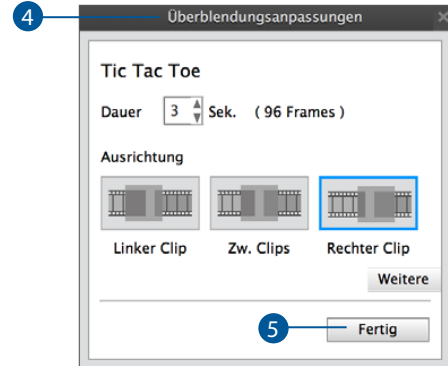 4 Überblendungsanpassungen ×
Tic Tac Toe
Dauer 3 Sek. ( 96 Frames )
Ausrichtung
Linker Clip Zw. Clips Rechter Clip
Weitere
5 Fertig